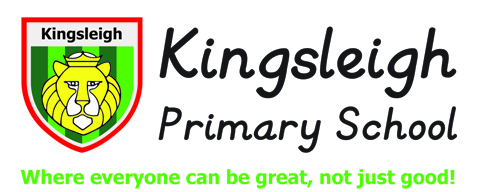 Kingsleigh
Kingsleigh
Primary School
Where everyone can be great, not just good!